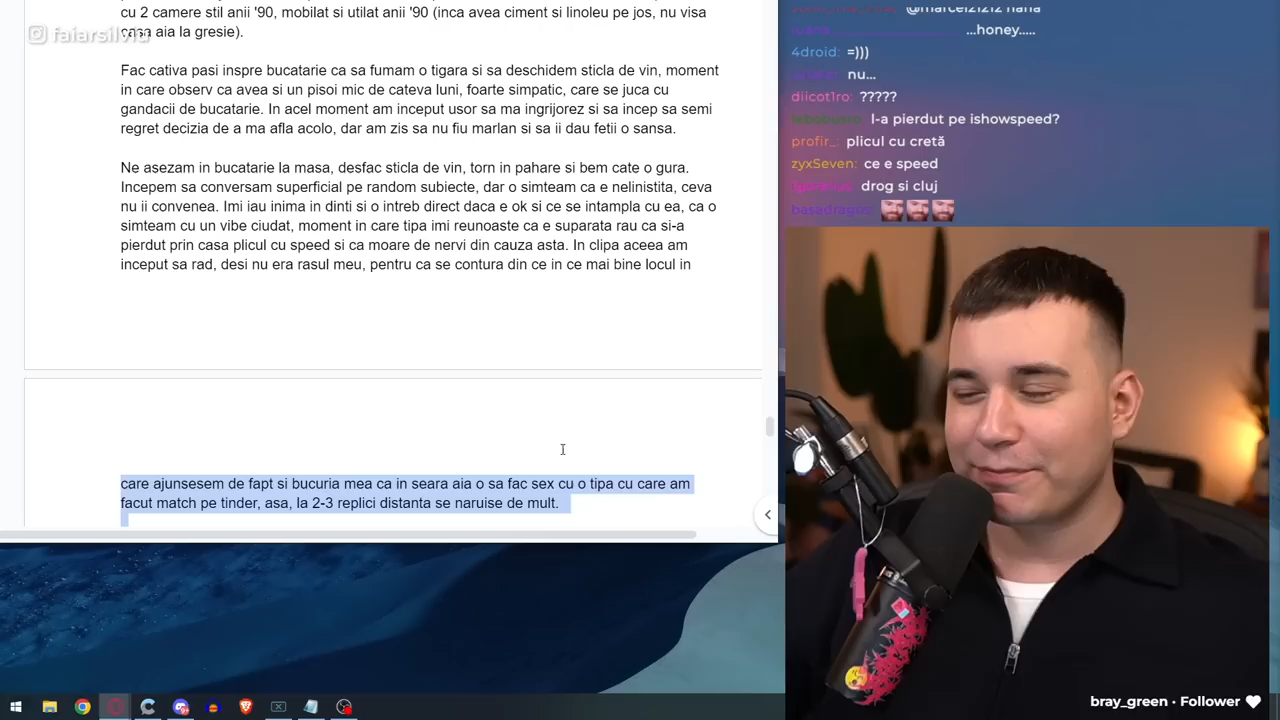 cu 2 camere stil anii '90, mobilat si utilat anii '90 (inca avea ciment si linoleu pe jos, nu visa
casa aia la gresie).
faiarsilviu
Fac cativa pasi inspre bucatarie ca sa fumam o tigara si sa deschidem sticla de vin, moment
in care observ ca avea si un pisoi mic de cateva luni, foarte simpatic, care se juca cu
gandacii de bucatarie. In acel moment am inceput usor sa ma ingrijorez si sa incep sa semi
regret decizia de a ma afla acolo, dar am zis sa nu fiu marlan si sa ii dau fetii o sansa.
Ne asezam in bucatarie la masa, desfac sticla de vin, torn in pahare si bem cate o gura.
Incepem sa conversam superficial pe random subiecte, dar o simteam ca e nelinistita, ceva
nu ii convenea. Imi iau inima in dinti si o intreb direct daca e ok si ce se intampla cu ea, ca o
simteam cu un vibe ciudat, moment in care tipa imi reunoaste ca e suparata rau ca si-a
pierdut prin casa plicul cu speed si ca moare de nervi din cauza asta. In clipa aceea am
inceput sa rad, desi nu era rasul meu, pentru ca se contura din ce in ce mai bine locul in
care ajunsesem de fapt si bucuria mea ca in seara aia o sa fac sex cu o tipa cu care am
facut match pe tinder, asa, la 2-3 replici distanta se naruise de mult.
@marcel21212 haha
...honey.....
4droid: =)))
nu...
diicot1ro: ?????
l-a pierdut pe ishowspeed?
profir_: plicul cu cretă
zyxSeven: ce e speed
drog si cluj
basadragos:
bray_green · Follower